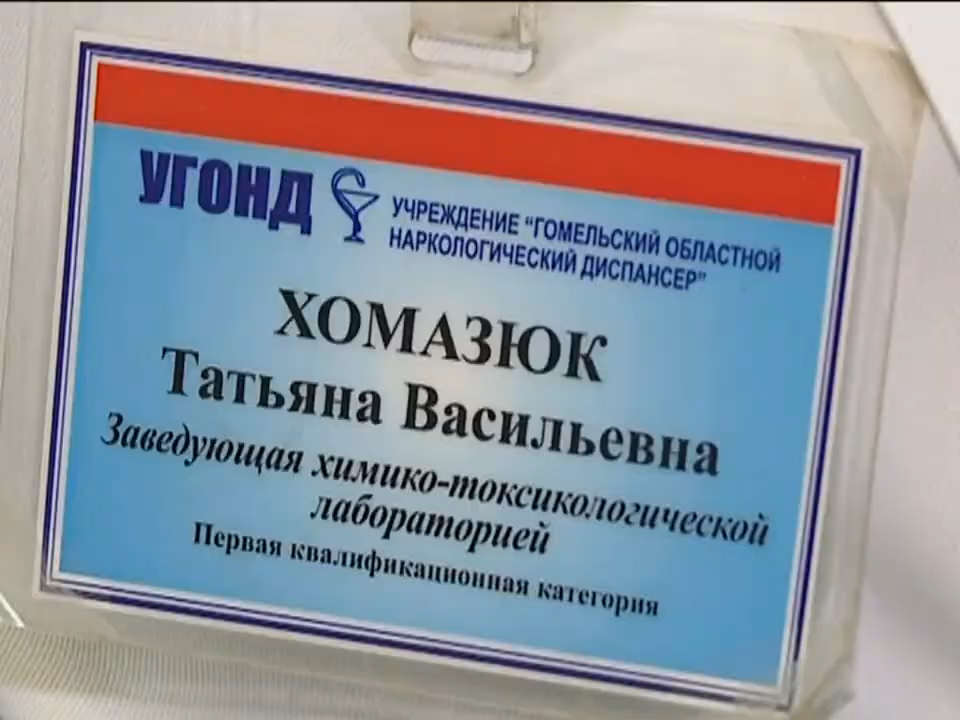 УГОНД
УЧРЕЖДЕНИЕ "ГОМЕЛЬСКИЙ ОБЛАСТНОЙ
НАРКОЛОГИЧЕСКИЙ ДИСПАНСЕР"
ХОМАЗЮК
Татьяна Васильевна
Заведующая химико-токсикологической
лабораторией
Первая квалификационная категория